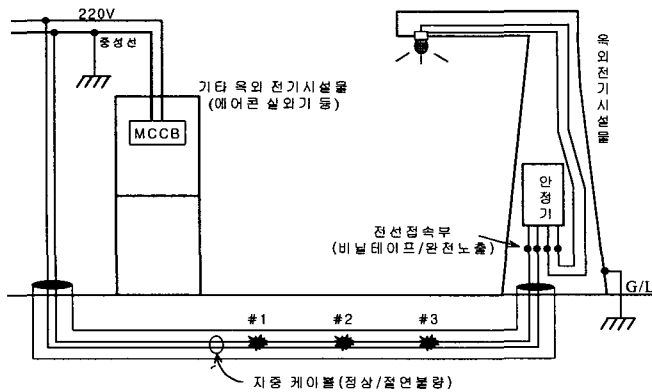 220V
중성선
기타 옥외 전기시설물
(에어콘 실외기 등)
MCCB
옥외전기시설물
안정기
전선접속부
(비닐테이프/완전노출)
G/L
#1 #2 #3
지중 케이블(정상/절연불량)